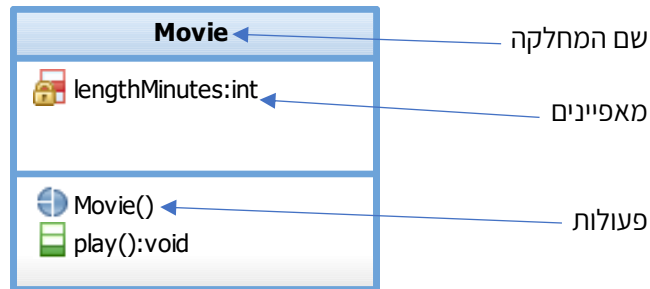 Movie
שם המחלקה
lengthMinutes:int
מאפיינים
Movie()
פעולות
play():void